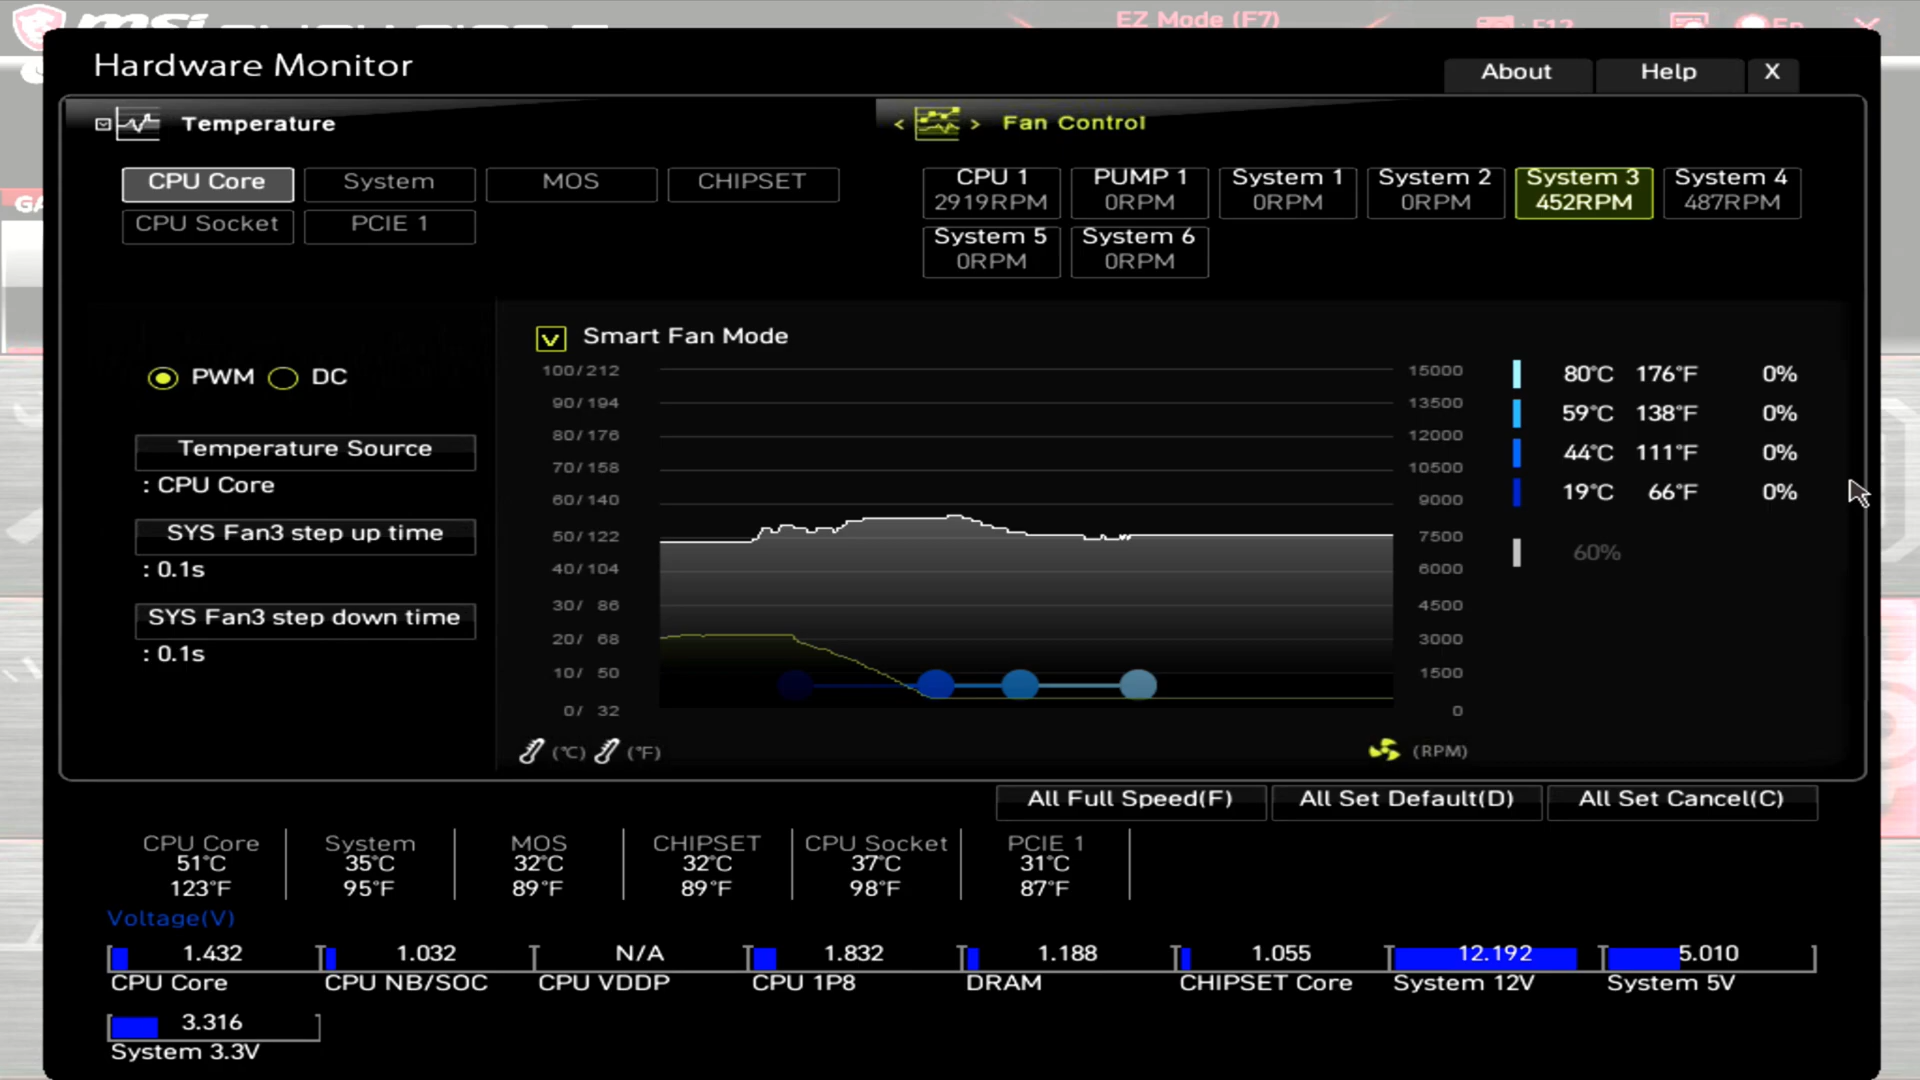 msi
EZ Mode (F7)
: F12
En
Hardware Monitor
About
Help
X
Temperature
CPU Core
System
MOS
CHIPSET
CPU Socket
PCIE 1
< > Fan Control
CPU 1
2919RPM
PUMP 1
0RPM
System 1
0RPM
System 2
0RPM
System 3
452RPM
System 4
487RPM
System 5
0RPM
System 6
0RPM
PWM
DC
Temperature Source
: CPU Core
SYS Fan3 step up time
: 0.1s
SYS Fan3 step down time
: 0.1s
Smart Fan Mode
100/212 15000
90/194 13500
80/176 12000
70/158 10500
60/140 9000
50/122 7500
40/104 6000
30/ 86 4500
20/ 68 3000
10/ 50 1500
0/ 32 0
(°C) (°F) (RPM)
80°C 176°F 0%
59°C 138°F 0%
44°C 111°F 0%
19°C 66°F 0%
60%
All Full Speed(F)
All Set Default(D)
All Set Cancel(C)
CPU Core
51°C
123°F
System
35°C
95°F
MOS
32°C
89°F
CHIPSET
32°C
89°F
CPU Socket
37°C
98°F
PCIE 1
31°C
87°F
Voltage(V)
1.432
CPU Core
1.032
CPU NB/SOC
N/A
CPU VDDP
1.832
CPU 1P8
1.188
DRAM
1.055
CHIPSET Core
12.192
System 12V
5.010
System 5V
3.316
System 3.3V